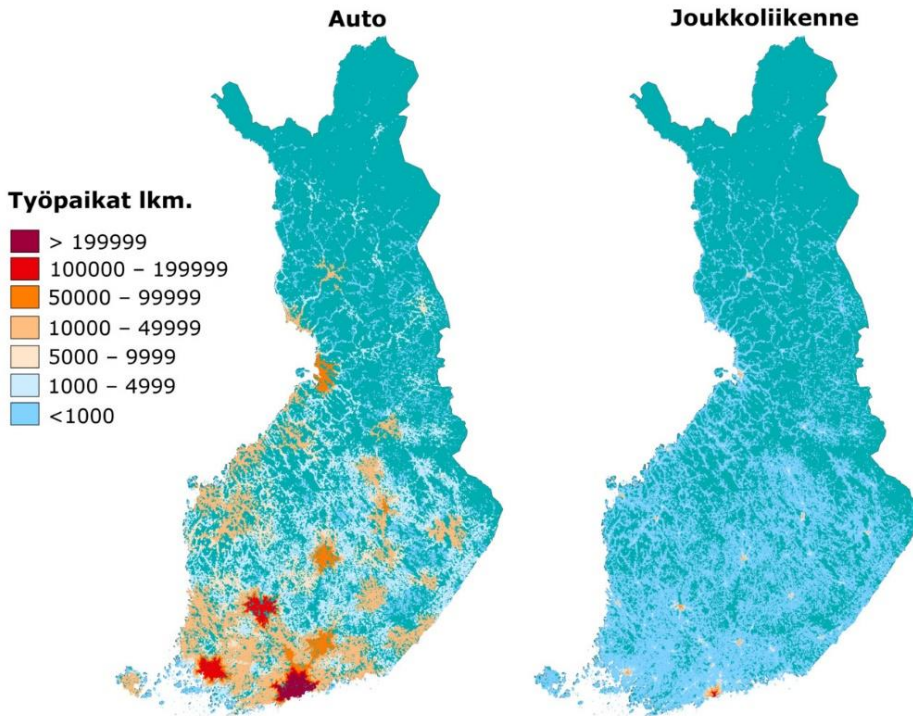 Auto
Joukkoliikenne
Työpaikat lkm.
> 199999
100000 – 199999
50000 – 99999
10000 – 49999
5000 – 9999
1000 – 4999
<1000